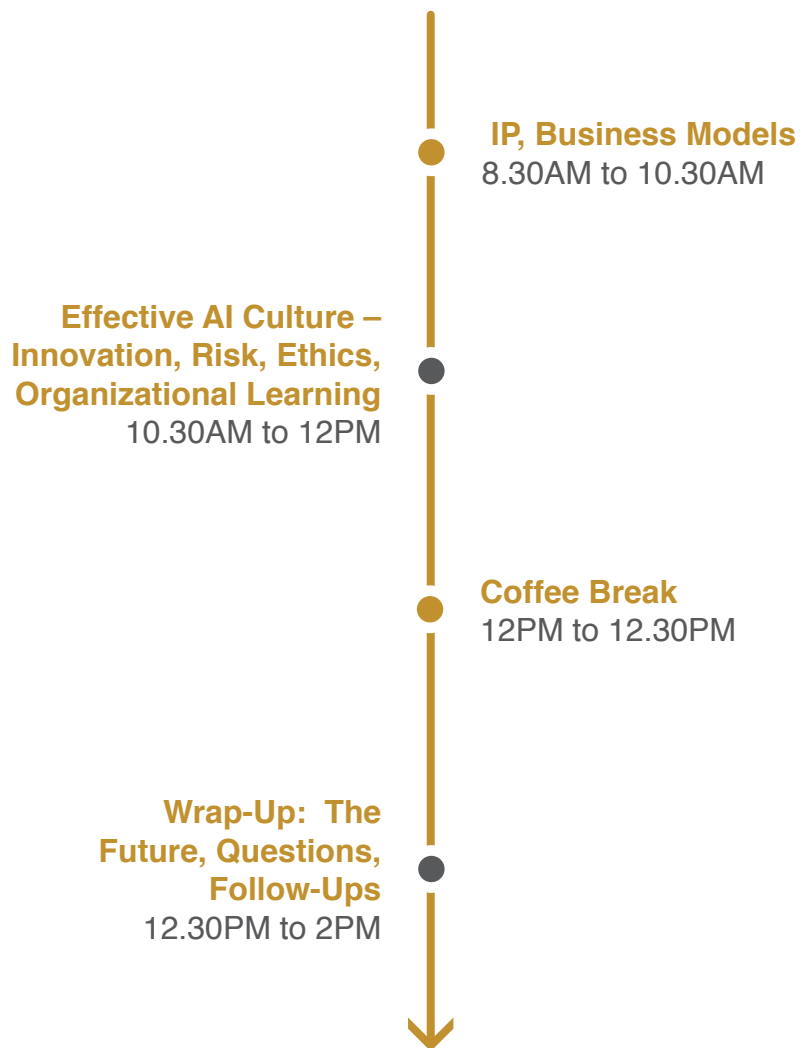 IP, Business Models
8.30AM to 10.30AM
Effective AI Culture –
Innovation, Risk, Ethics,
Organizational Learning
10.30AM to 12PM
Coffee Break
12PM to 12.30PM
Wrap-Up:  The
Future, Questions,
Follow-Ups
12.30PM to 2PM